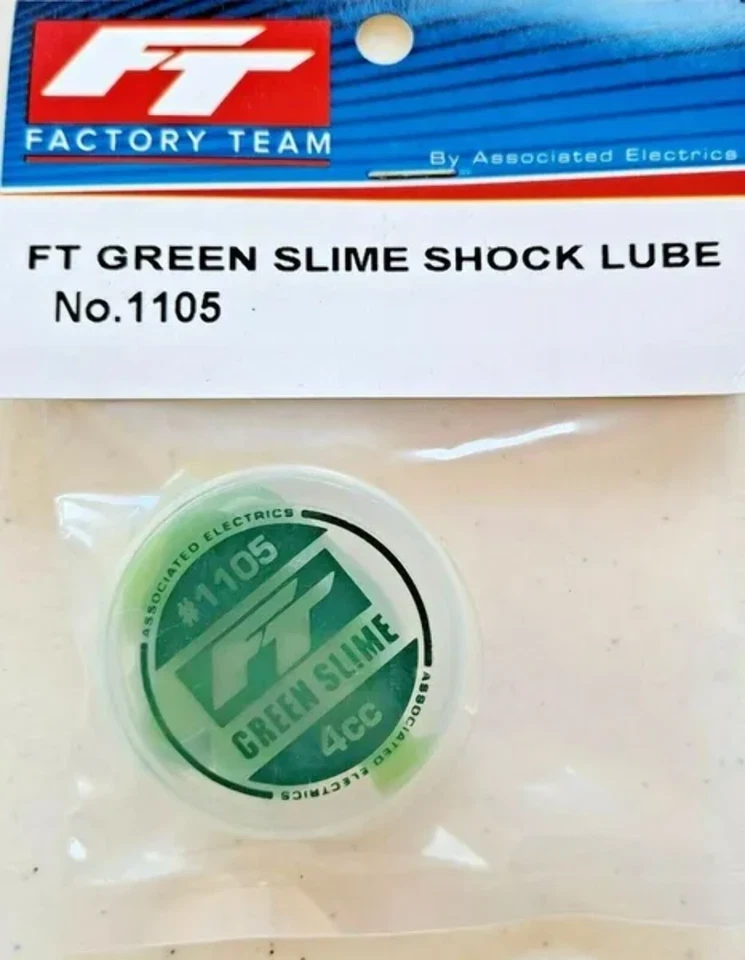 FT
FACTORY TEAM
By Associated Electrics
FT GREEN SLIME SHOCK LUBE
No.1105
ASSOCIATED ELECTRICS
#1105
FT
GREEN SLIME
4cc
ASSOCIATED ELECTRICS